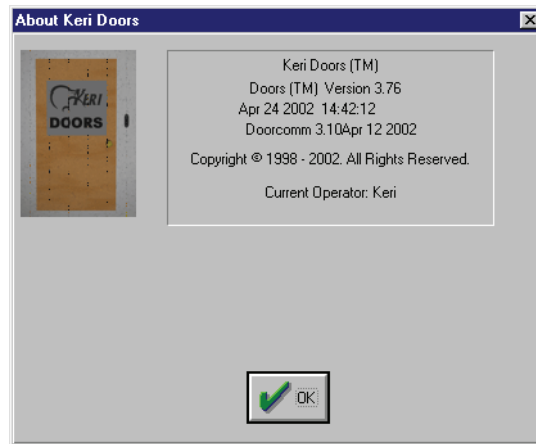 About Keri Doors
KERI
DOORS
Keri Doors (TM)
Doors (TM) Version 3.76
Apr 24 2002 14:42:12
Doorcomm 3.10Apr 12 2002
Copyright © 1998 - 2002. All Rights Reserved.
Current Operator: Keri
OK